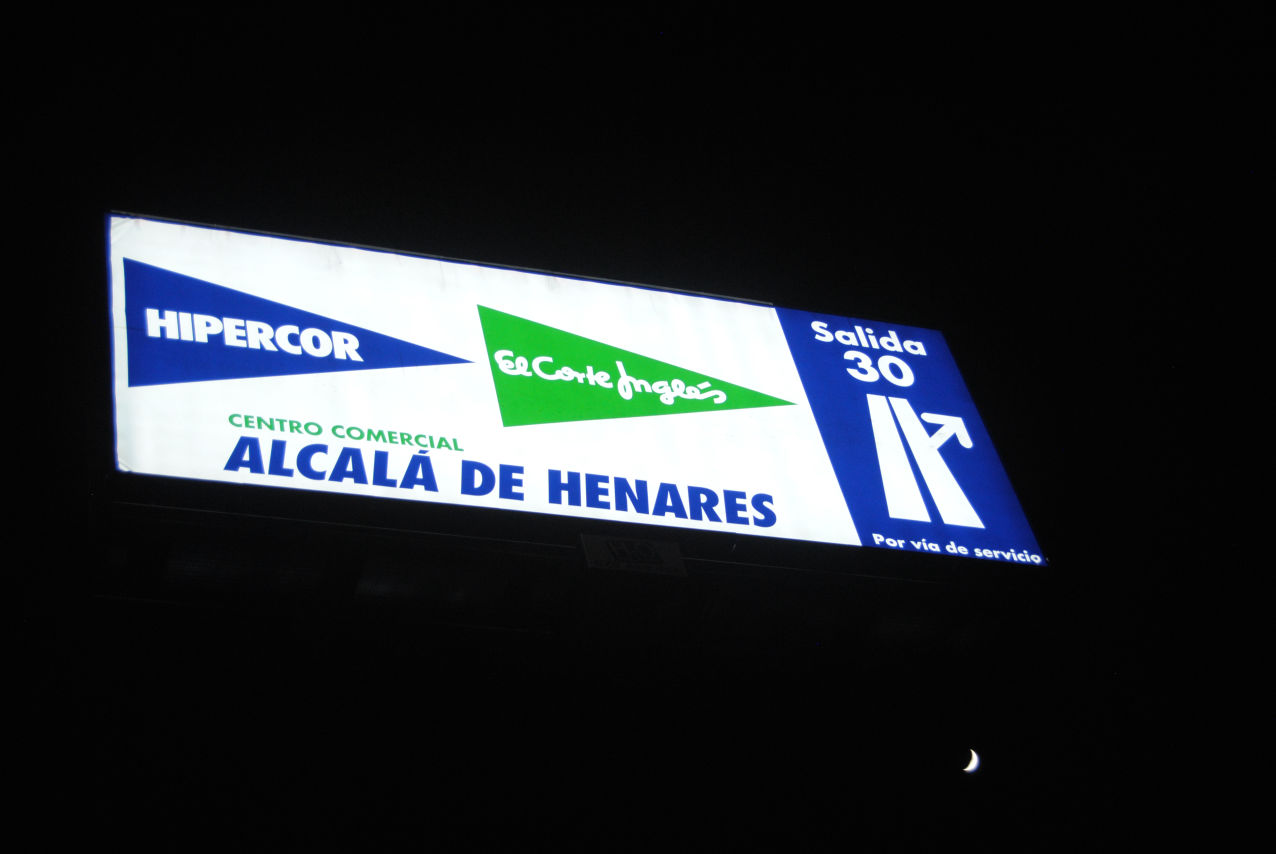 HIPERCOR
El Corte Inglés
CENTRO COMERCIAL
ALCALÁ DE HENARES
Salida
30
Por vía de servicio